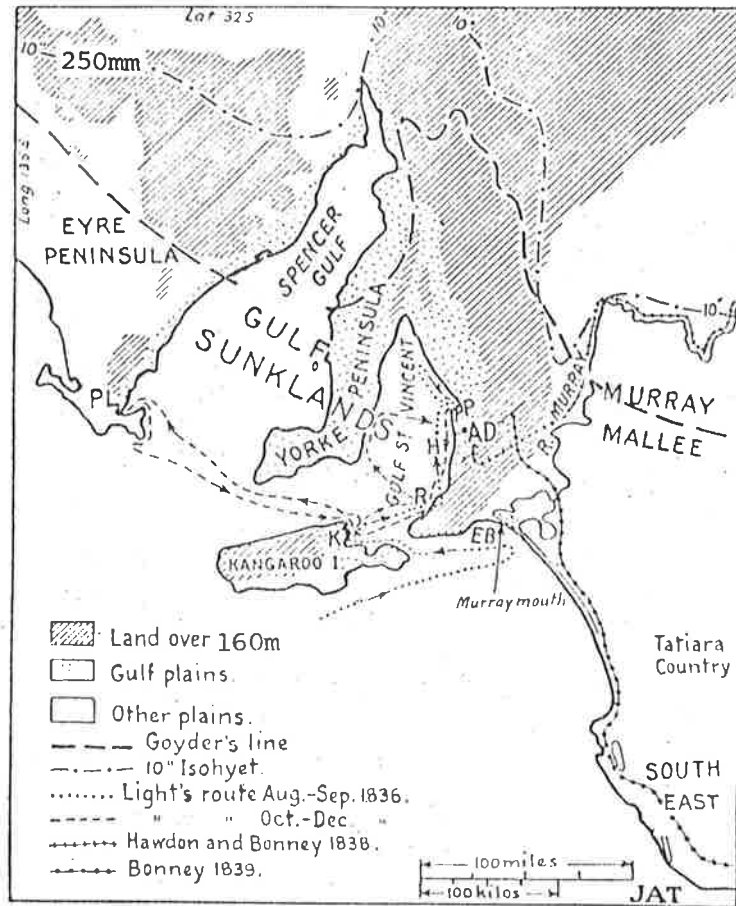 Lat 32S
10"
250mm
10"
Long 135E
EYRE
PENINSULA
SPENCER
GULF
GULF
SUNKLANDS
YORKE PENINSULA
GULF ST VINCENT
PL
PP
AD
H
R
K
EB
KANGAROO I.
R. MURRAY
10"
MURRAY
MALLEE
Murray mouth
Tatiara
Country
SOUTH
EAST
Land over 160m
Gulf plains.
Other plains.
Goyder's line
10" Isohyet.
Light's route Aug.-Sep. 1836.
" " Oct.-Dec "
Hawdon and Bonney 1838.
Bonney 1839.
100 miles
100 kilos
JAT